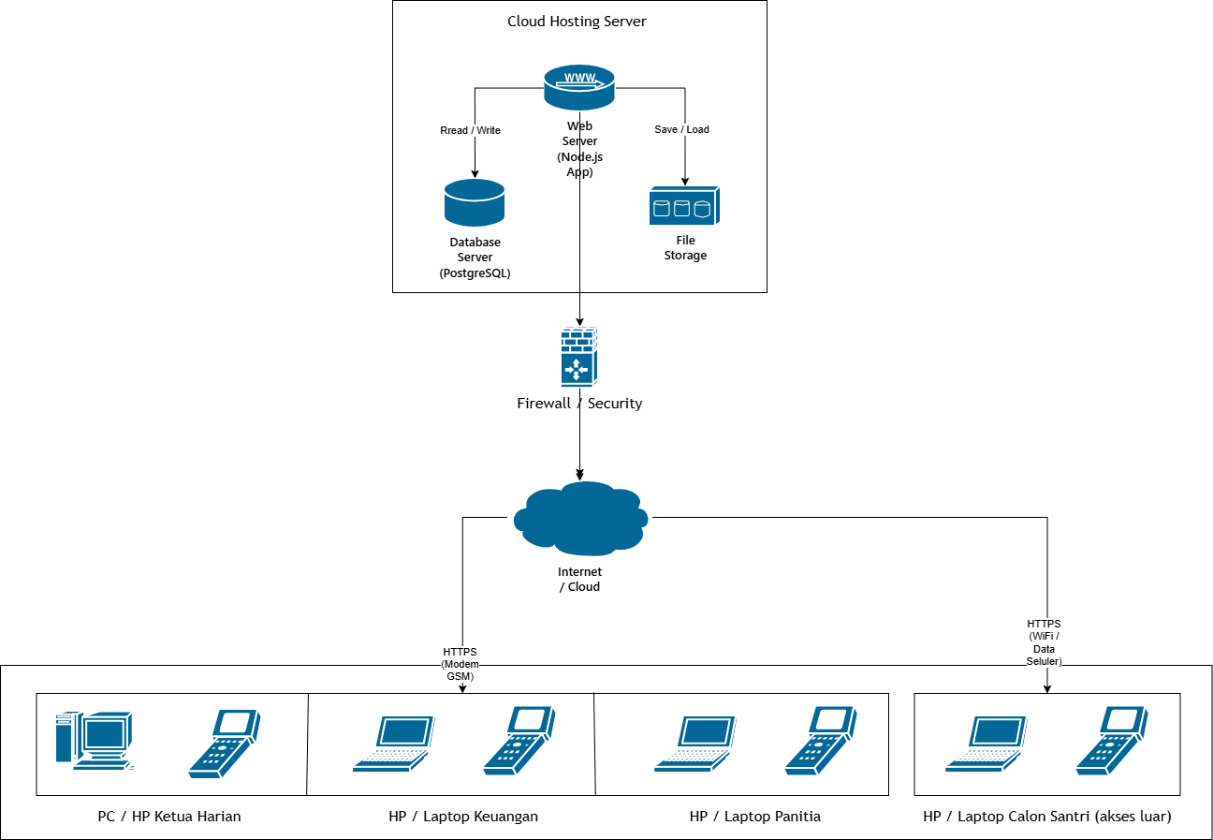 Cloud Hosting Server
WWW
Rread / Write
Web
Server
(Node.js
App)
Save / Load
Database
Server
(PostgreSQL)
File
Storage
Firewall / Security
Internet
/ Cloud
HTTPS
(Modem
GSM)
HTTPS
(WiFi /
Data
Seluler)
PC / HP Ketua Harian
HP / Laptop Keuangan
HP / Laptop Panitia
HP / Laptop Calon Santri (akses luar)